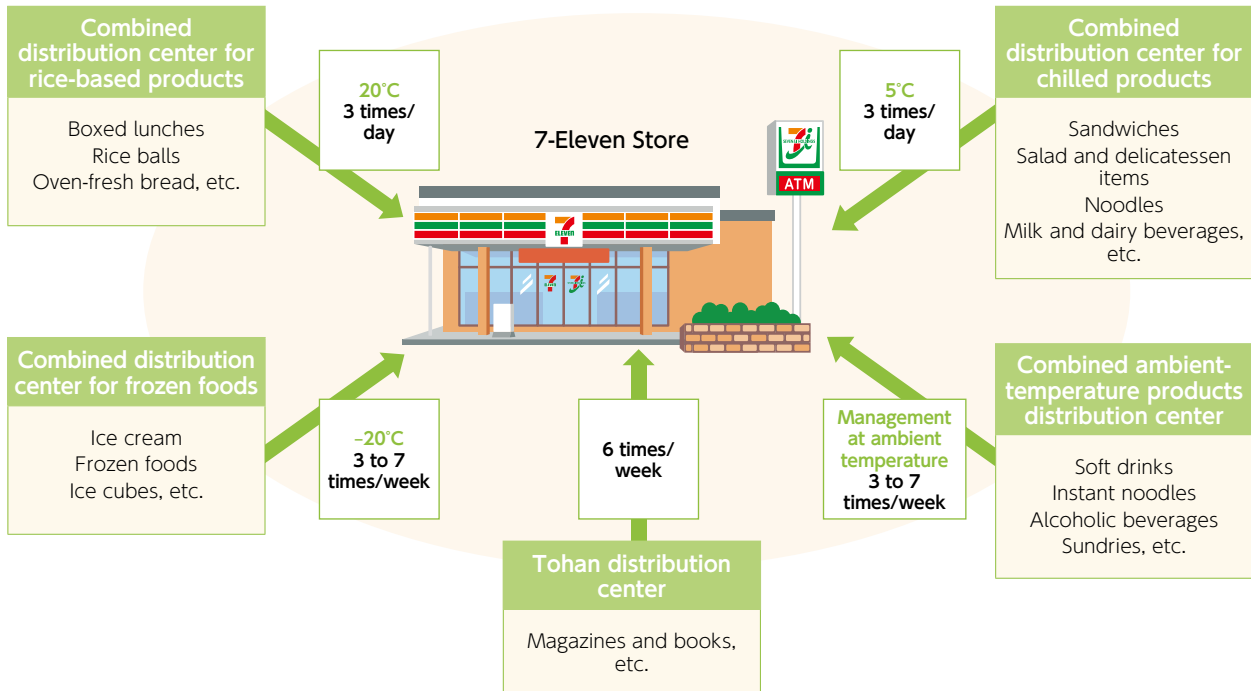 Combined
distribution center for
rice-based products
Boxed lunches
Rice balls
Oven-fresh bread, etc.
20°C
3 times/
day
7-Eleven Store
5°C
3 times/
day
Combined
distribution center for
chilled products
Sandwiches
Salad and delicatessen
items
Noodles
Milk and dairy beverages,
etc.
7
SEVEN & i HOLDINGS
ATM
7
ELEVEN
Combined distribution
center for frozen foods
Ice cream
Frozen foods
Ice cubes, etc.
–20°C
3 to 7
times/week
6 times/
week
Management
at ambient
temperature
3 to 7
times/week
Combined ambient-
temperature products
distribution center
Soft drinks
Instant noodles
Alcoholic beverages
Sundries, etc.
Tohan distribution
center
Magazines and books,
etc.